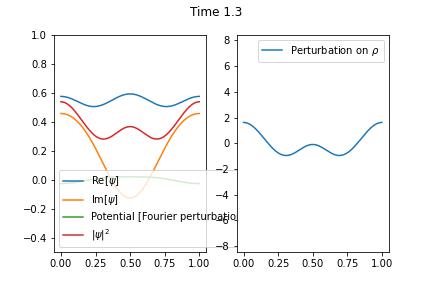 Time 1.3
1.0
0.8
0.6
0.4
0.2
0.0
−0.2
−0.4
0.00 0.25 0.50 0.75 1.00
Re[ψ]
Im[ψ]
Potential [Fourier perturbatio
|ψ|²
8
6
4
2
0
−2
−4
−6
−8
0.00 0.25 0.50 0.75 1.00
Perturbation on ρ